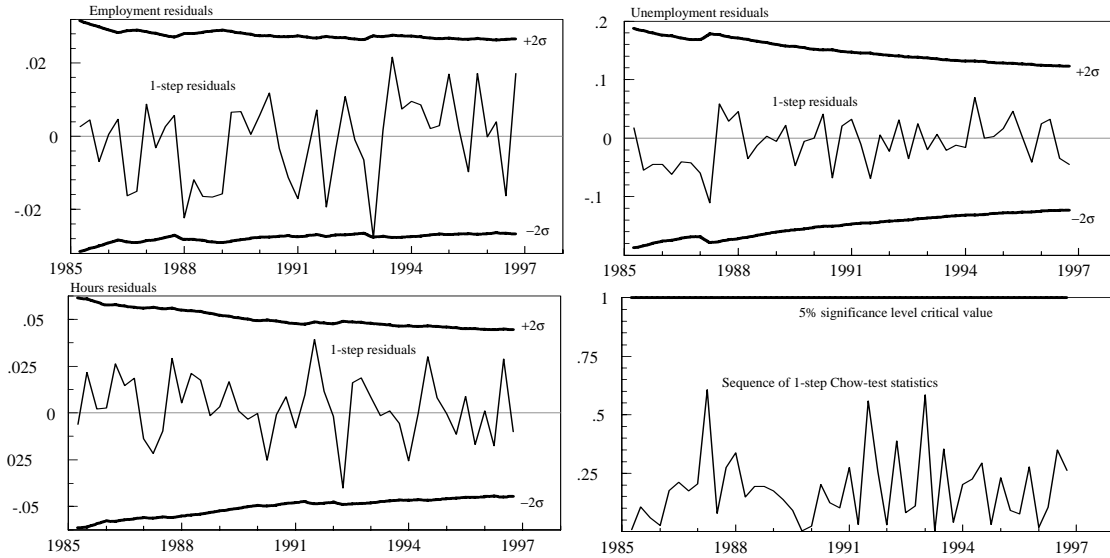 Employment residuals
+2σ
.02
1-step residuals
0
-.02
−2σ
1985 1988 1991 1994 1997
Unemployment residuals
.2
+2σ
.1
1-step residuals
0
-.1
−2σ
1985 1988 1991 1994 1997
Hours residuals
.05
+2σ
1-step residuals
.025
0
025
-.05
−2σ
1985 1988 1991 1994 1997
1
5% significance level critical value
.75
Sequence of 1-step Chow-test statistics
.5
.25
1985 1988 1991 1994 1997